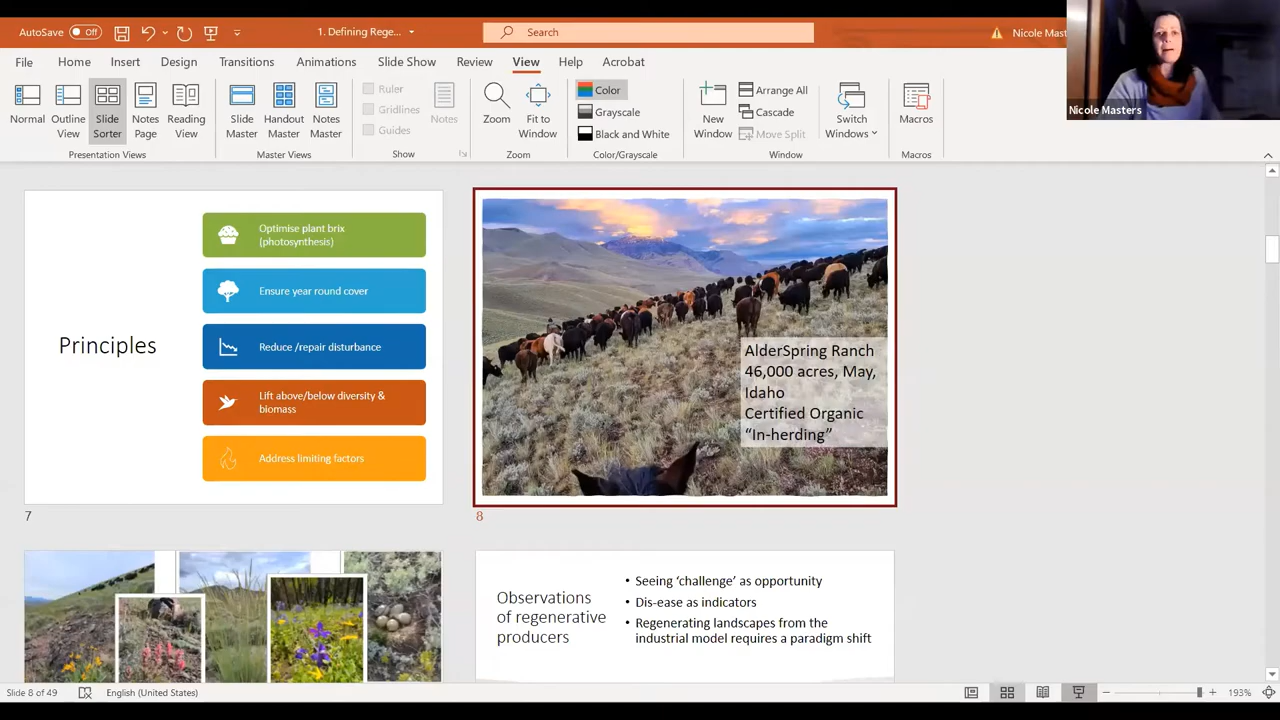 AutoSave Off
1. Defining Rege...
Search
Nicole Mas
File Home Insert Design Transitions Animations Slide Show Review View Help Acrobat
Normal
Outline View
Slide Sorter
Notes Page
Reading View
Presentation Views
Slide Master
Handout Master
Notes Master
Master Views
Ruler
Gridlines
Guides
Notes
Show
Zoom
Fit to Window
Zoom
Color
Grayscale
Black and White
Color/Grayscale
New Window
Arrange All
Cascade
Move Split
Switch Windows
Window
Macros
Macros
Nicole Masters
Principles
Optimise plant brix
(photosynthesis)
Ensure year round cover
Reduce /repair disturbance
Lift above/below diversity &
biomass
Address limiting factors
7
AlderSpring Ranch
46,000 acres, May,
Idaho
Certified Organic
“In-herding”
8
Observations
of regenerative
producers
• Seeing ‘challenge’ as opportunity
• Dis-ease as indicators
• Regenerating landscapes from the
industrial model requires a paradigm shift
Slide 8 of 49
English (United States)
193%